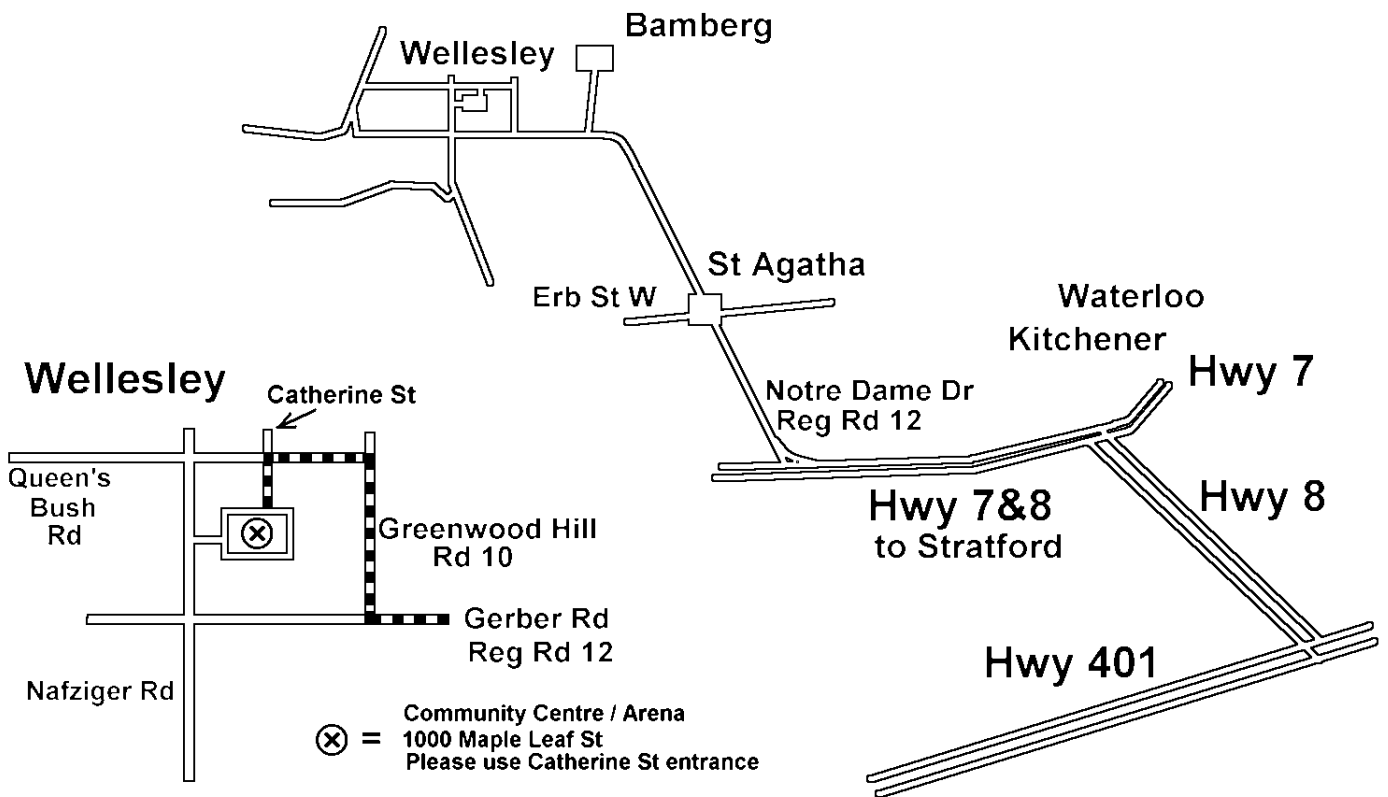 Bamberg
Wellesley
St Agatha
Erb St W
Waterloo
Kitchener
Hwy 7
Notre Dame Dr
Reg Rd 12
Hwy 7&8
to Stratford
Hwy 8
Hwy 401
Wellesley
Catherine St
Queen's
Bush
Rd
Greenwood Hill
Rd 10
Gerber Rd
Reg Rd 12
Nafziger Rd
Community Centre / Arena
= 1000 Maple Leaf St
Please use Catherine St entrance